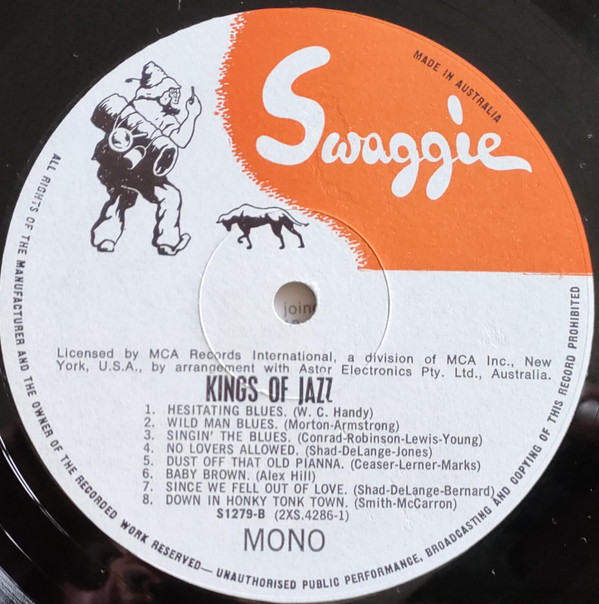 Swaggie
MADE IN AUSTRALIA
join
Licensed by MCA Records International, a division of MCA Inc., New
York, U.S.A., by arrangement with Astor Electronics Pty. Ltd., Australia.
KINGS OF JAZZ
1. HESITATING BLUES. (W. C. Handy)
2. WILD MAN BLUES. (Morton-Armstrong)
3. SINGIN' THE BLUES. (Conrad-Robinson-Lewis-Young)
4. NO LOVERS ALLOWED. (Shad-DeLange-Jones)
5. DUST OFF THAT OLD PIANNA. (Ceaser-Lerner-Marks)
6. BABY BROWN. (Alex Hill)
7. SINCE WE FELL OUT OF LOVE. (Shad-DeLange-Bernard)
8. DOWN IN HONKY TONK TOWN. (Smith-McCarron)
S1279-B (2XS.4286-1)
MONO
ALL RIGHTS OF THE MANUFACTURER AND THE OWNER OF THE RECORDED WORK RESERVED — UNAUTHORISED PUBLIC PERFORMANCE, BROADCASTING AND COPYING OF THIS RECORD PROHIBITED